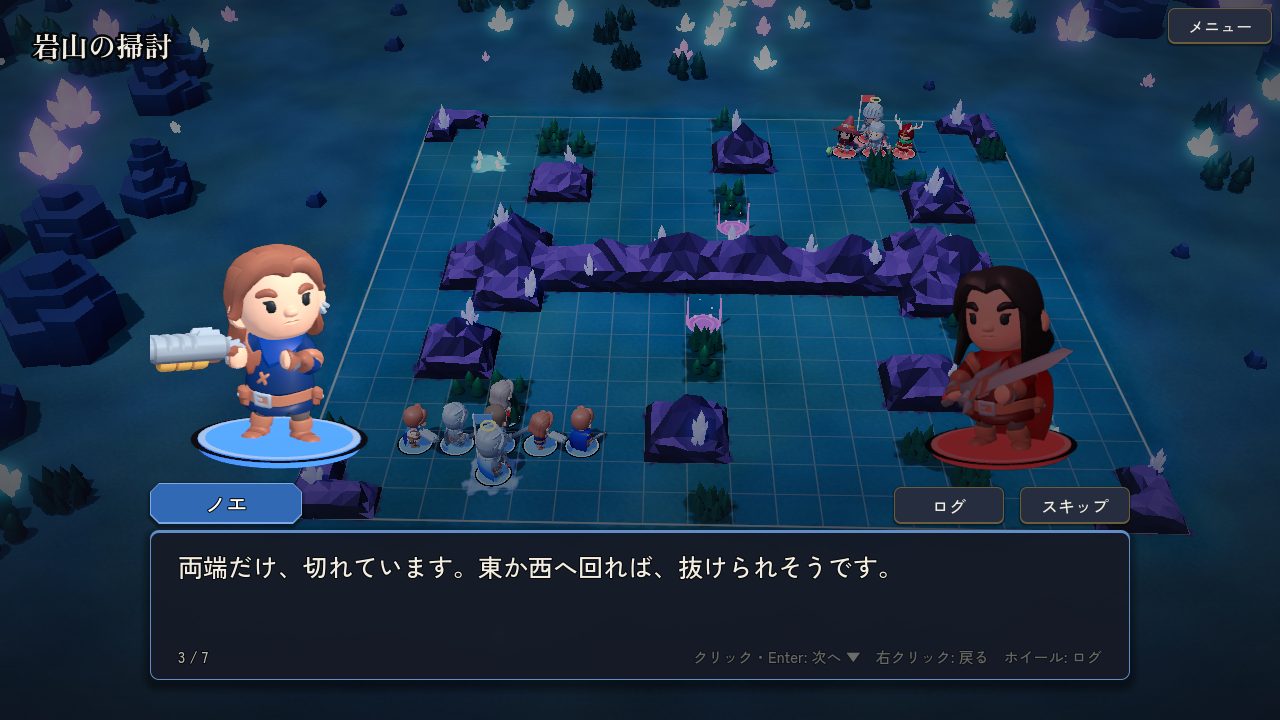 岩山の掃討
メニュー
ノエ
ログ
スキップ
両端だけ、切れています。東か西へ回れば、抜けられそうです。
3 / 7
クリック・Enter: 次へ ▼ 右クリック: 戻る ホイール: ログ